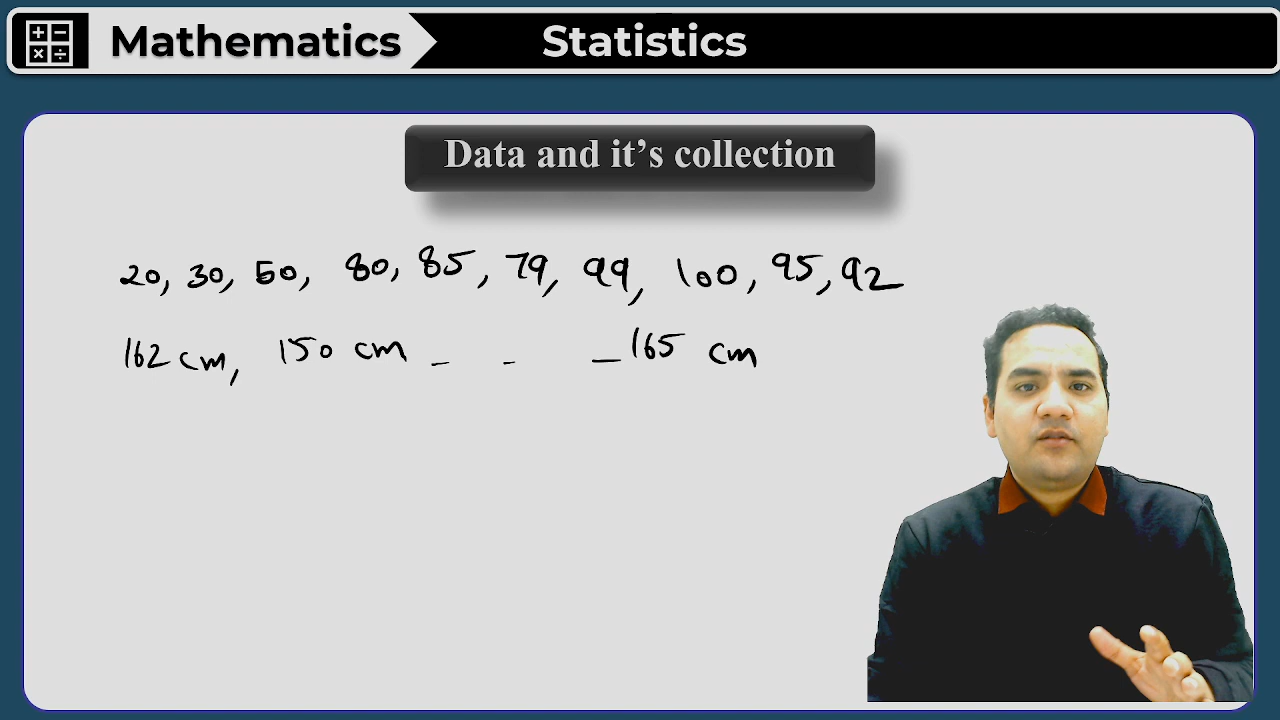 Mathematics
Statistics
Data and it's collection
20, 30, 50, 80, 85, 79, 99, 100, 95, 92
162 cm, 150 cm - - - 165 cm